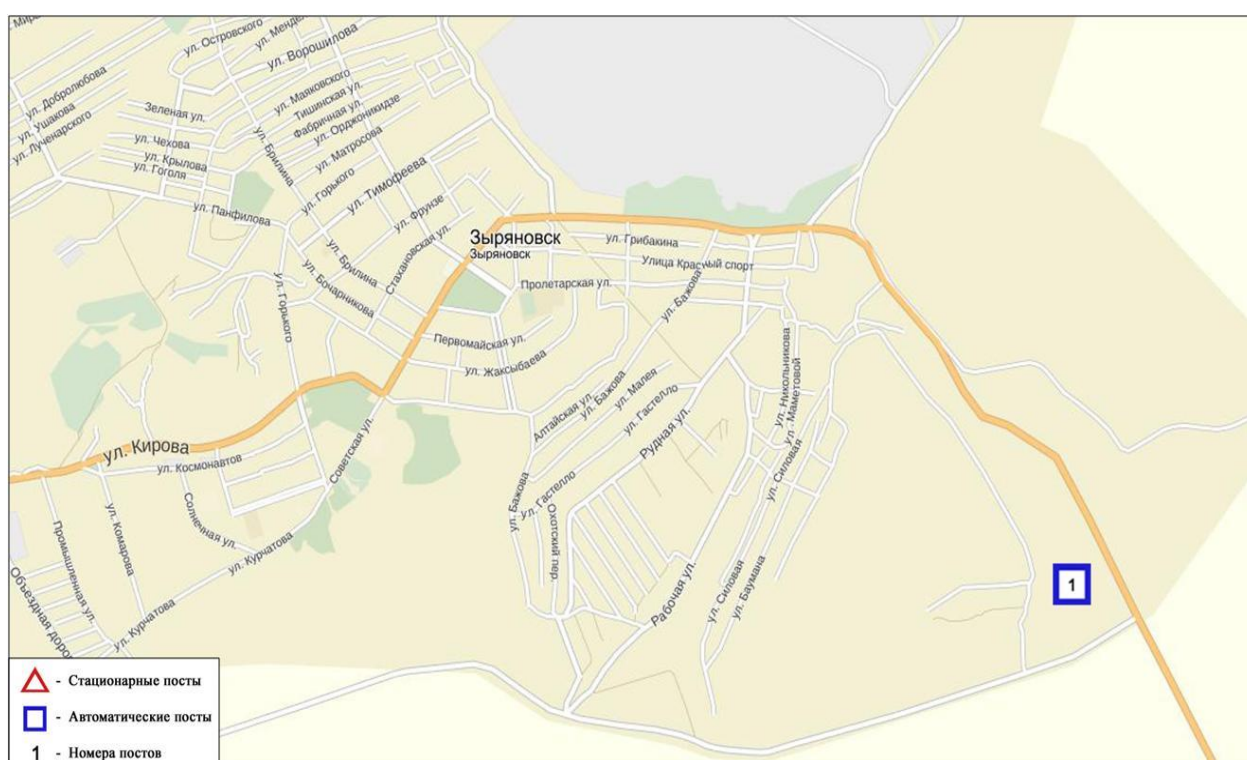 ул. Островского
ул. Ворошилова
ул. Добролюбова
ул. Ушакова
ул. Маяковского
Тишинская ул.
Зеленая ул.
Фабричная ул.
ул. Орджоникидзе
ул. Лученарского
ул. Чехова
ул. Матросова
ул. Крылова
ул. Гоголя
ул. Брилина
ул. Горького
ул. Тимофеева
ул. Панфилова
ул. Фрунзе
Стахановская ул.
Зыряновск
Зыряновск
ул. Грибакина
ул. Брилина
Улица Красный спорт
ул. Бочарникова
Пролетарская ул.
ул. Бажова
ул. Горького
Первомайская ул.
ул. Никольникова
ул. Маметовой
ул. Жаксыбаева
ул. Бажова
ул. Малея
Алтайская ул.
ул. Гастелло
Рудная ул.
ул. Кирова
Советская ул.
ул. Космонавтов
ул. Силовая
ул. Гастелло
ул. Бажова
Солнечная ул.
Охотский пер.
ул. Комарова
Промышленная ул.
ул. Курчатова
Рабочая ул.
ул. Силовая
ул. Баумана
1
ул. Курчатова
Объездная
- Стационарные посты
- Автоматические посты
1 - Номера постов